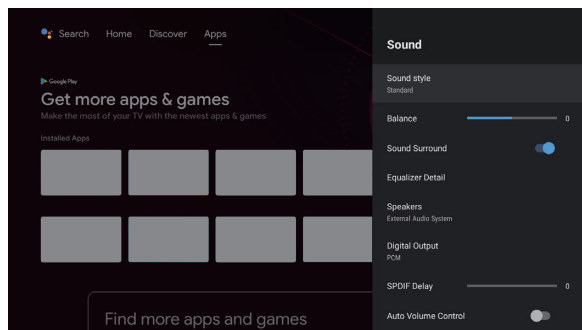 Search Home Discover Apps
Google Play
Get more apps & games
Make the most of your TV with the newest apps & games
Installed Apps
Find more apps and games
Sound
Sound style
Standard
Balance 0
Sound Surround
Equalizer Detail
Speakers
External Audio System
Digital Output
PCM
SPDIF Delay 0
Auto Volume Control